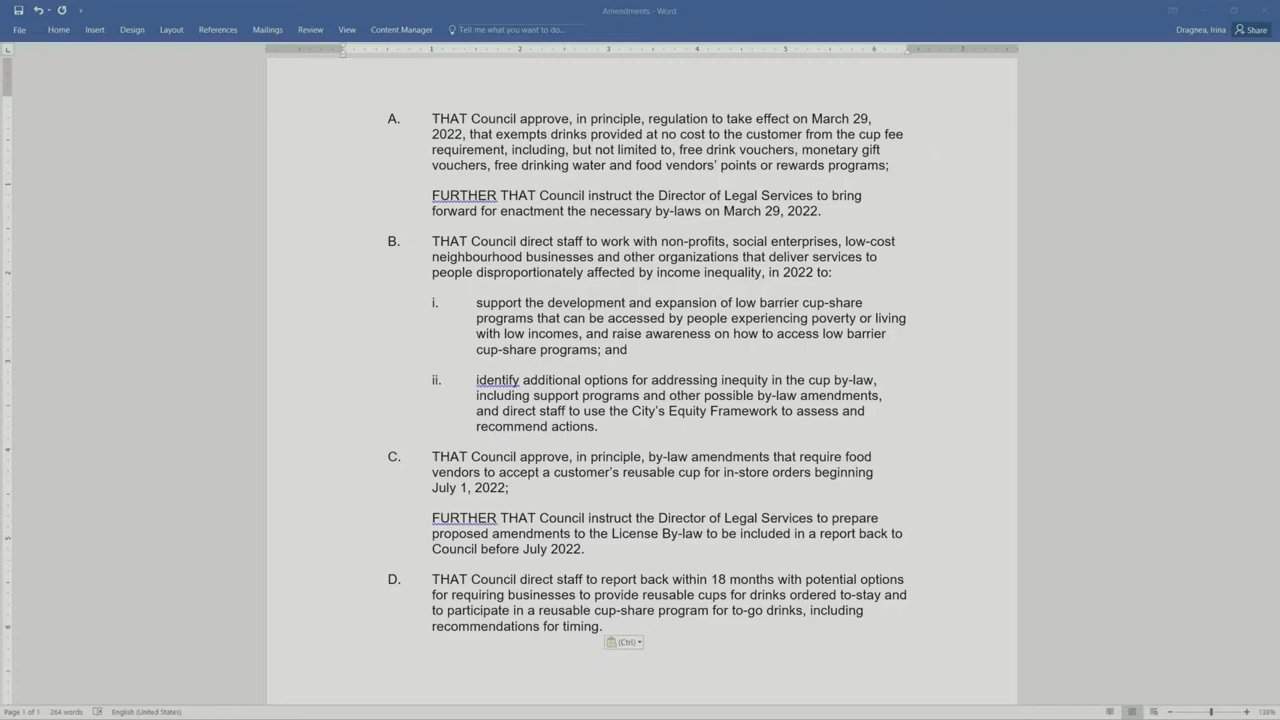 Amendments - Word
File Home Insert Design Layout References Mailings Review View Content Manager Tell me what you want to do... Dragnea, Irina Share
1 2 3 4 5 6 7
A. THAT Council approve, in principle, regulation to take effect on March 29,
2022, that exempts drinks provided at no cost to the customer from the cup fee
requirement, including, but not limited to, free drink vouchers, monetary gift
vouchers, free drinking water and food vendors' points or rewards programs;
FURTHER THAT Council instruct the Director of Legal Services to bring
forward for enactment the necessary by-laws on March 29, 2022.
B. THAT Council direct staff to work with non-profits, social enterprises, low-cost
neighbourhood businesses and other organizations that deliver services to
people disproportionately affected by income inequality, in 2022 to:
i. support the development and expansion of low barrier cup-share
programs that can be accessed by people experiencing poverty or living
with low incomes, and raise awareness on how to access low barrier
cup-share programs; and
ii. identify additional options for addressing inequity in the cup by-law,
including support programs and other possible by-law amendments,
and direct staff to use the City's Equity Framework to assess and
recommend actions.
C. THAT Council approve, in principle, by-law amendments that require food
vendors to accept a customer's reusable cup for in-store orders beginning
July 1, 2022;
FURTHER THAT Council instruct the Director of Legal Services to prepare
proposed amendments to the License By-law to be included in a report back to
Council before July 2022.
D. THAT Council direct staff to report back within 18 months with potential options
for requiring businesses to provide reusable cups for drinks ordered to-stay and
to participate in a reusable cup-share program for to-go drinks, including
recommendations for timing.
(Ctrl)
Page 1 of 1 264 words English (United States) 138%